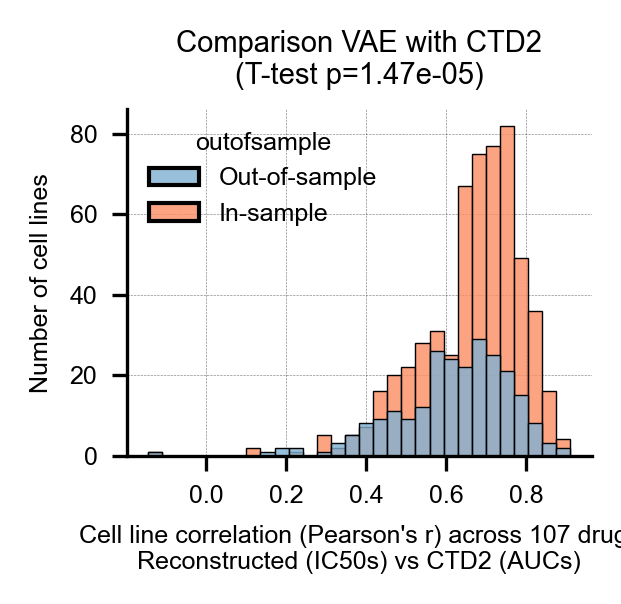 Comparison VAE with CTD2
(T-test p=1.47e-05)
outofsample
Out-of-sample
In-sample
Number of cell lines
80
60
40
20
0
0.0 0.2 0.4 0.6 0.8
Cell line correlation (Pearson's r) across 107 drug
Reconstructed (IC50s) vs CTD2 (AUCs)